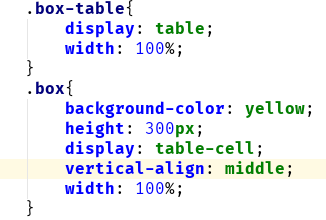 .box-table{
    display: table;
    width: 100%;
}
.box{
    background-color: yellow;
    height: 300px;
    display: table-cell;
    vertical-align: middle;
    width: 100%;
}